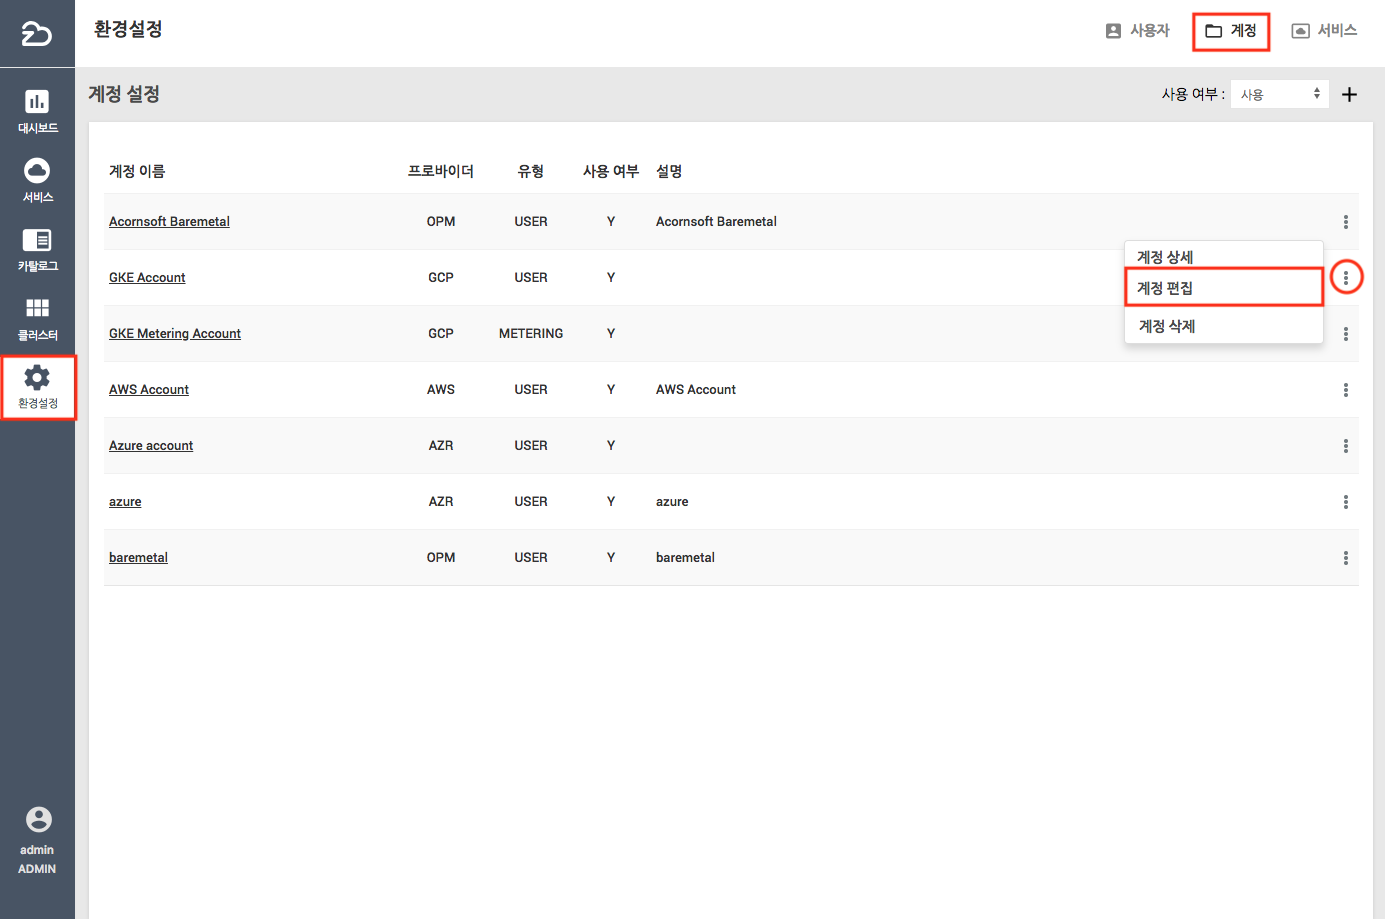 환경설정
사용자
계정
서비스
대시보드
서비스
카탈로그
클러스터
환경설정
admin
ADMIN
계정 설정
사용 여부 : 사용
계정 이름 프로바이더 유형 사용 여부 설명
Acornsoft Baremetal OPM USER Y Acornsoft Baremetal
GKE Account GCP USER Y
GKE Metering Account GCP METERING Y
AWS Account AWS USER Y AWS Account
Azure account AZR USER Y
azure AZR USER Y azure
baremetal OPM USER Y baremetal
계정 상세
계정 편집
계정 삭제